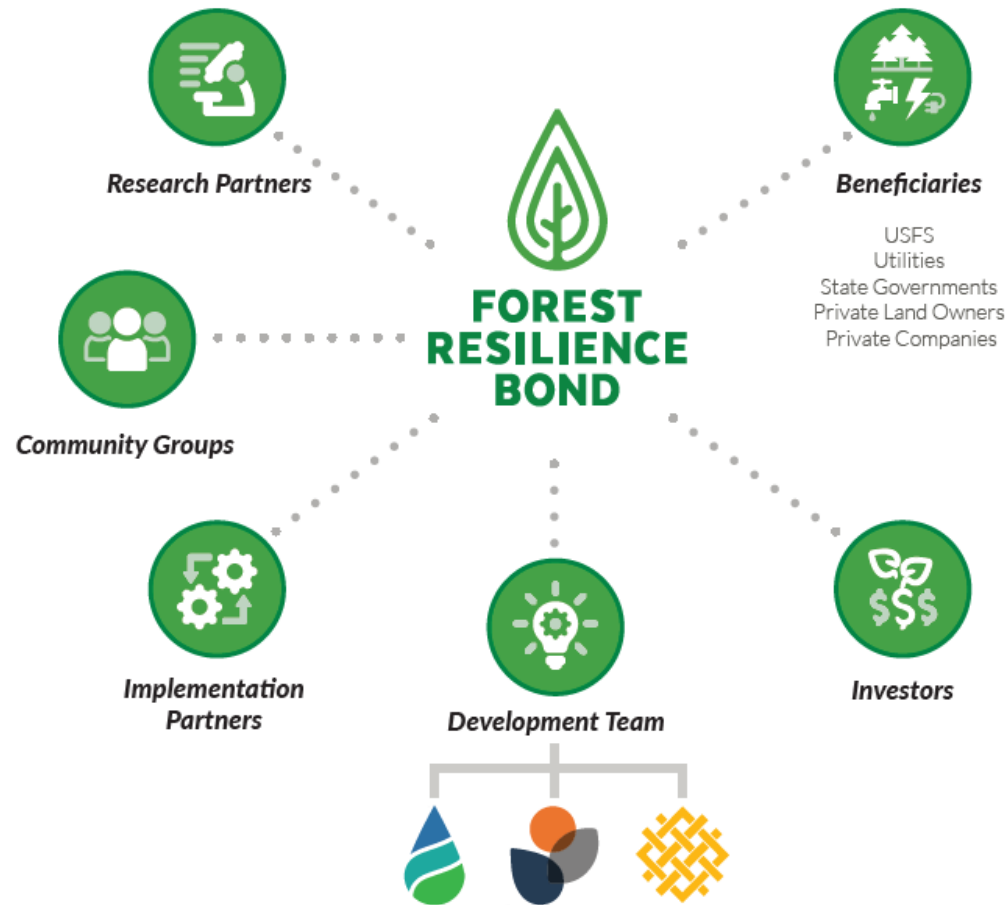 Research Partners
Beneficiaries
USFS
Utilities
State Governments
Private Land Owners
Private Companies
FOREST
RESILIENCE
BOND
Community Groups
Implementation
Partners
Development Team
Investors